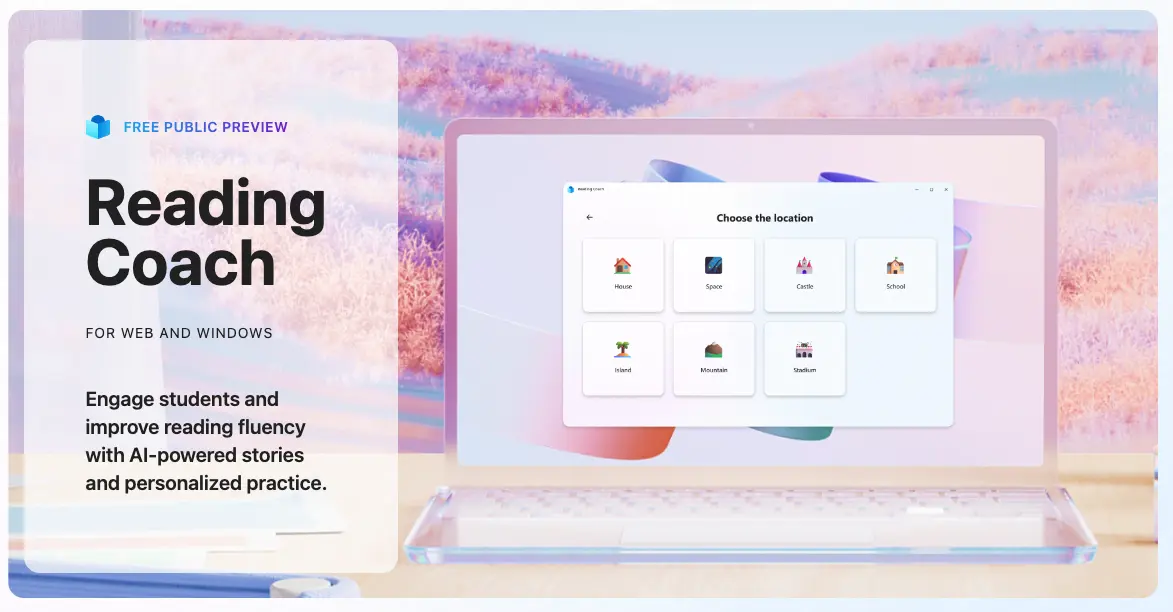 FREE PUBLIC PREVIEW
Reading
Coach
FOR WEB AND WINDOWS
Engage students and
improve reading fluency
with AI-powered stories
and personalized practice.
Reading Coach
Choose the location
House
Space
Castle
School
Island
Mountain
Stadium